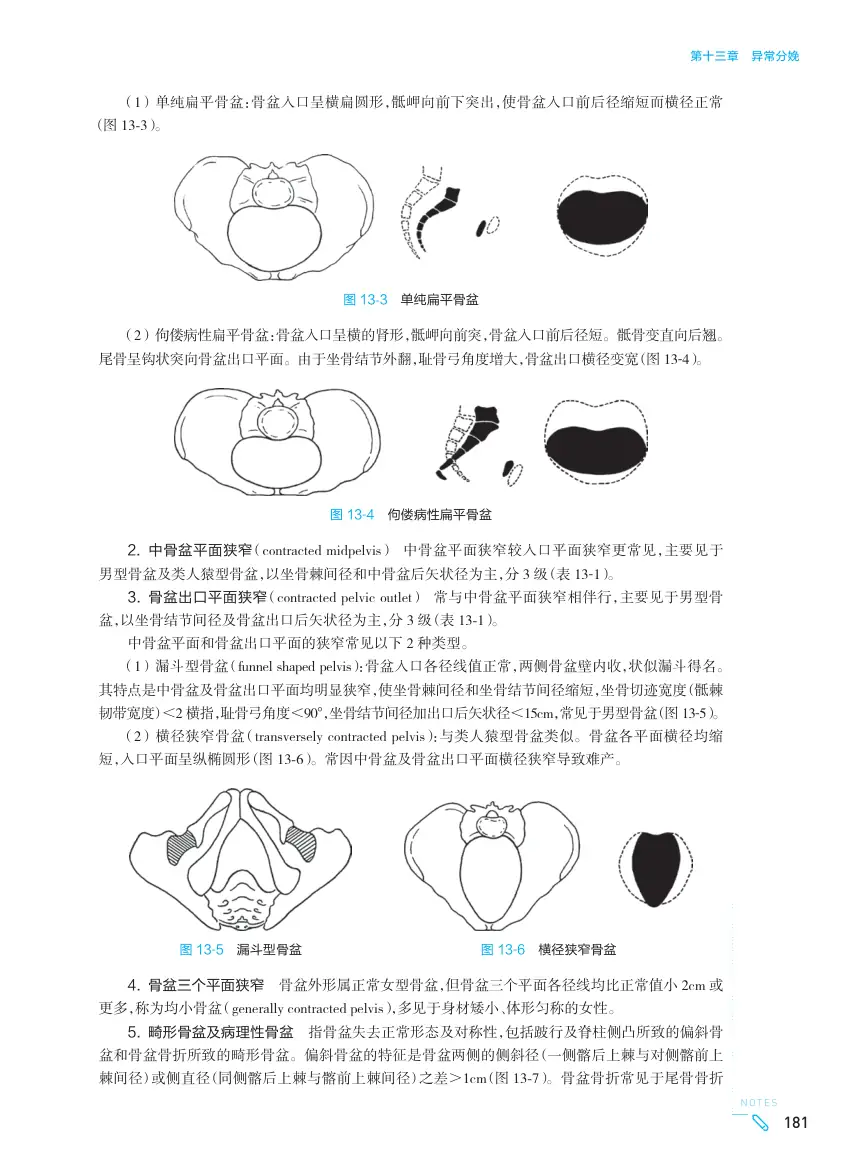 第十三章 异常分娩
（1）单纯扁平骨盆：骨盆入口呈横扁圆形，骶岬向前下突出，使骨盆入口前后径缩短而横径正常
（图 13-3）。
图 13-3 单纯扁平骨盆
（2）佝偻病性扁平骨盆：骨盆入口呈横的肾形，骶岬向前突，骨盆入口前后径短。骶骨变直向后翘。
尾骨呈钩状突向骨盆出口平面。由于坐骨结节外翻，耻骨弓角度增大，骨盆出口横径变宽（图 13-4）。
图 13-4 佝偻病性扁平骨盆
2. 中骨盆平面狭窄（contracted midpelvis） 中骨盆平面狭窄较入口平面狭窄更常见，主要见于
男型骨盆及类人猿型骨盆，以坐骨棘间径和中骨盆后矢状径为主，分 3 级（表 13-1）。
3. 骨盆出口平面狭窄（contracted pelvic outlet） 常与中骨盆平面狭窄相伴行，主要见于男型骨
盆，以坐骨结节间径及骨盆出口后矢状径为主，分 3 级（表 13-1）。
中骨盆平面和骨盆出口平面的狭窄常见以下 2 种类型。
（1）漏斗型骨盆（funnel shaped pelvis）：骨盆入口各径线值正常，两侧骨盆壁内收，状似漏斗得名。
其特点是中骨盆及骨盆出口平面均明显狭窄，使坐骨棘间径和坐骨结节间径缩短，坐骨切迹宽度（骶棘
韧带宽度）＜2 横指，耻骨弓角度＜90°，坐骨结节间径加出口后矢状径＜15cm，常见于男型骨盆（图 13-5）。
（2）横径狭窄骨盆（transversely contracted pelvis）：与类人猿型骨盆类似。骨盆各平面横径均缩
短，入口平面呈纵椭圆形（图 13-6）。常因中骨盆及骨盆出口平面横径狭窄导致难产。
图 13-5 漏斗型骨盆
图 13-6 横径狭窄骨盆
4. 骨盆三个平面狭窄 骨盆外形属正常女型骨盆，但骨盆三个平面各径线均比正常值小 2cm 或
更多，称为均小骨盆（generally contracted pelvis），多见于身材矮小、体形匀称的女性。
5. 畸形骨盆及病理性骨盆 指骨盆失去正常形态及对称性，包括跛行及脊柱侧凸所致的偏斜骨
盆和骨盆骨折所致的畸形骨盆。偏斜骨盆的特征是骨盆两侧的侧斜径（一侧髂后上棘与对侧髂前上
棘间径）或侧直径（同侧髂后上棘与髂前上棘间径）之差＞1cm（图 13-7）。骨盆骨折常见于尾骨骨折
NOTES
181